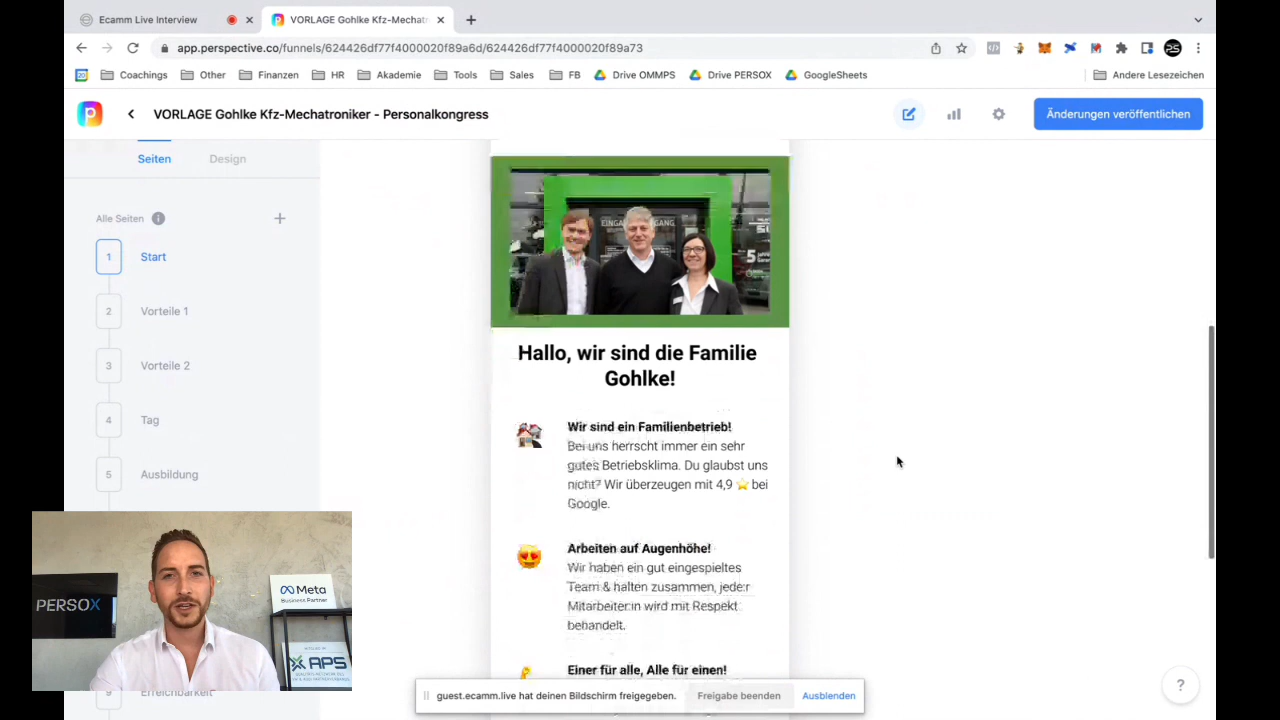 Ecamm Live Interview
VORLAGE Gohlke Kfz-Mechatr
app.perspective.co/funnels/624426df77f4000020f89a6d/624426df77f4000020f89a73
Coachings Other Finanzen HR Akademie Tools Sales FB Drive OMMPS Drive PERSOX GoogleSheets Andere Lesezeichen
VORLAGE Gohlke Kfz-Mechatroniker - Personalkongress
Änderungen veröffentlichen
Seiten Design
Alle Seiten
1 Start
2 Vorteile 1
3 Vorteile 2
4 Tag
5 Ausbildung
9 Erreichbarkeit
EINGANG
5 Jahre
Hallo, wir sind die Familie
Gohlke!
Wir sind ein Familienbetrieb!
Bei uns herrscht immer ein sehr
gutes Betriebsklima. Du glaubst uns
nicht? Wir überzeugen mit 4,9 ⭐ bei
Google.
Arbeiten auf Augenhöhe!
Wir haben ein gut eingespieltes
Team & halten zusammen, jede:r
Mitarbeiter:in wird mit Respekt
behandelt.
Einer für alle, Alle für einen!
PERSOX
Meta
Business Partner
APS
guest.ecamm.live hat deinen Bildschirm freigegeben. Freigabe beenden Ausblenden
?